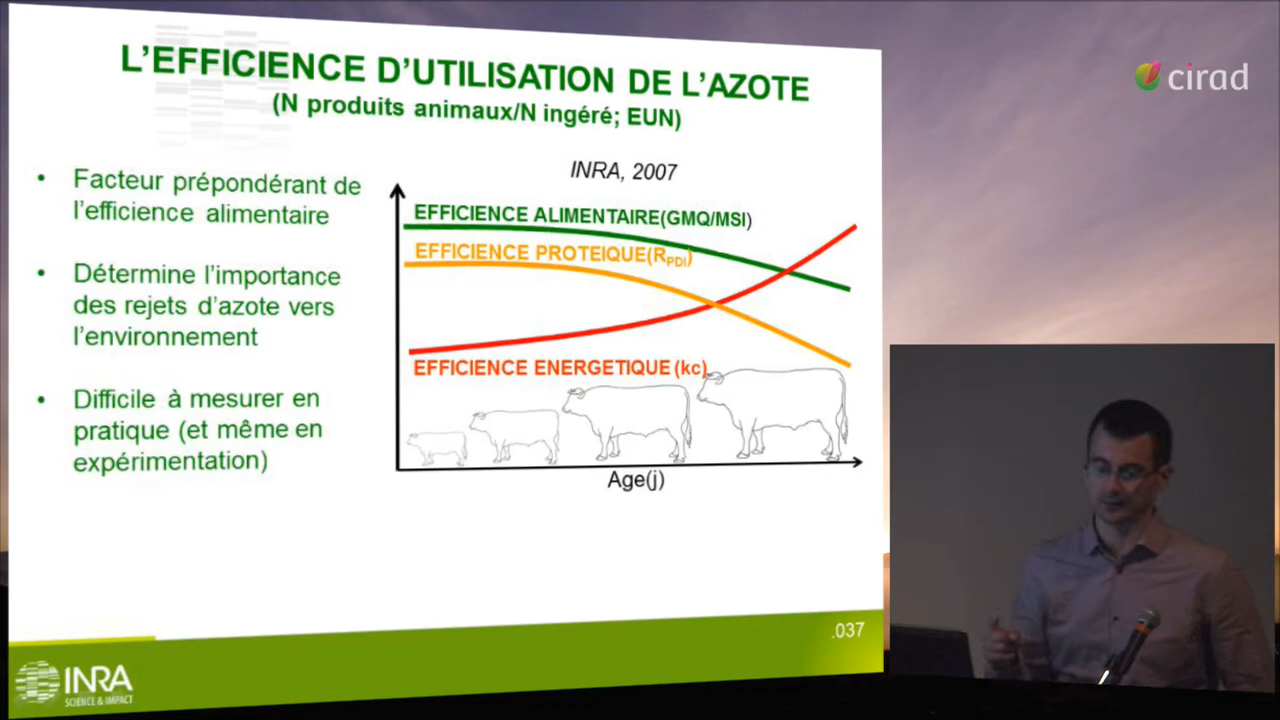 L'EFFICIENCE D'UTILISATION DE L'AZOTE
(N produits animaux/N ingéré; EUN)
cirad
• Facteur prépondérant de
l'efficience alimentaire
• Détermine l'importance
des rejets d'azote vers
l'environnement
• Difficile à mesurer en
pratique (et même en
expérimentation)
INRA, 2007
EFFICIENCE ALIMENTAIRE(GMQ/MSI)
EFFICIENCE PROTEIQUE(RPDI)
EFFICIENCE ENERGETIQUE (kc)
Age(j)
.037
INRA
SCIENCE & IMPACT